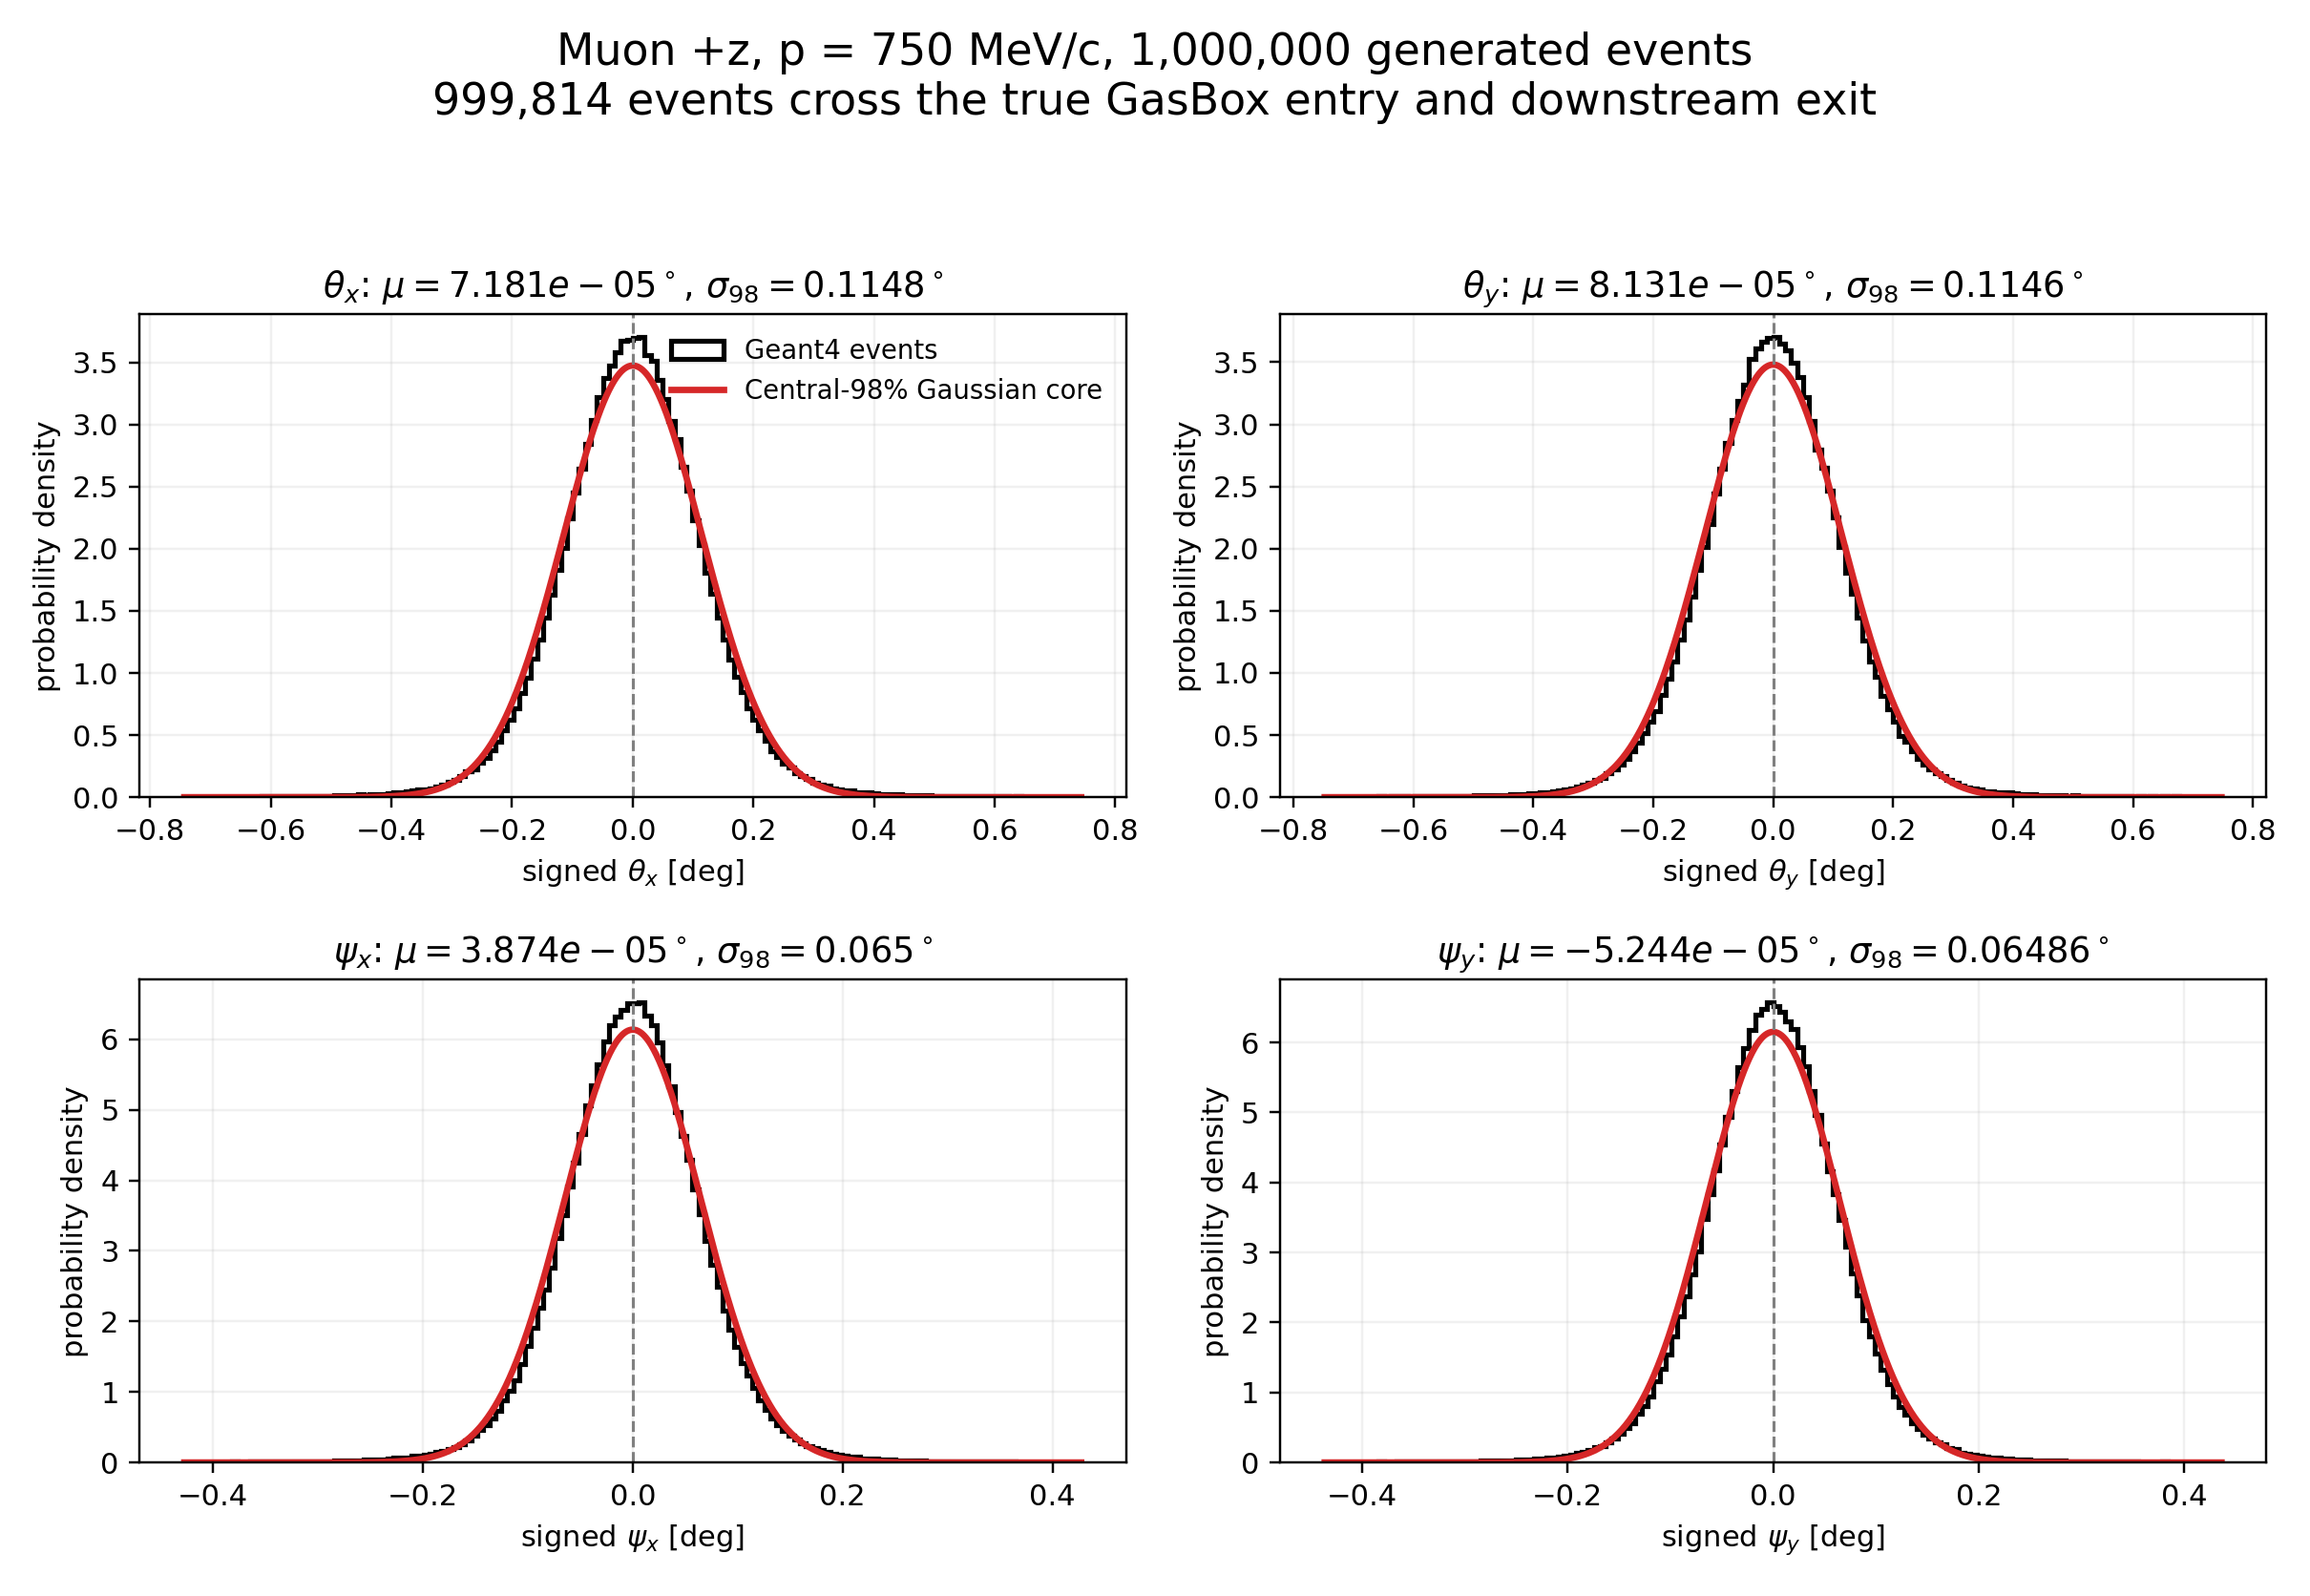 Muon +z, p = 750 MeV/c, 1,000,000 generated events
999,814 events cross the true GasBox entry and downstream exit
θx: μ = 7.181e − 05°, σ98 = 0.1148°
Geant4 events
Central-98% Gaussian core
probability density
3.5
3.0
2.5
2.0
1.5
1.0
0.5
0.0
−0.8 −0.6 −0.4 −0.2 0.0 0.2 0.4 0.6 0.8
signed θx [deg]
θy: μ = 8.131e − 05°, σ98 = 0.1146°
probability density
3.5
3.0
2.5
2.0
1.5
1.0
0.5
0.0
−0.8 −0.6 −0.4 −0.2 0.0 0.2 0.4 0.6 0.8
signed θy [deg]
ψx: μ = 3.874e − 05°, σ98 = 0.065°
probability density
6
5
4
3
2
1
0
−0.4 −0.2 0.0 0.2 0.4
signed ψx [deg]
ψy: μ = −5.244e − 05°, σ98 = 0.06486°
probability density
6
5
4
3
2
1
0
−0.4 −0.2 0.0 0.2 0.4
signed ψy [deg]